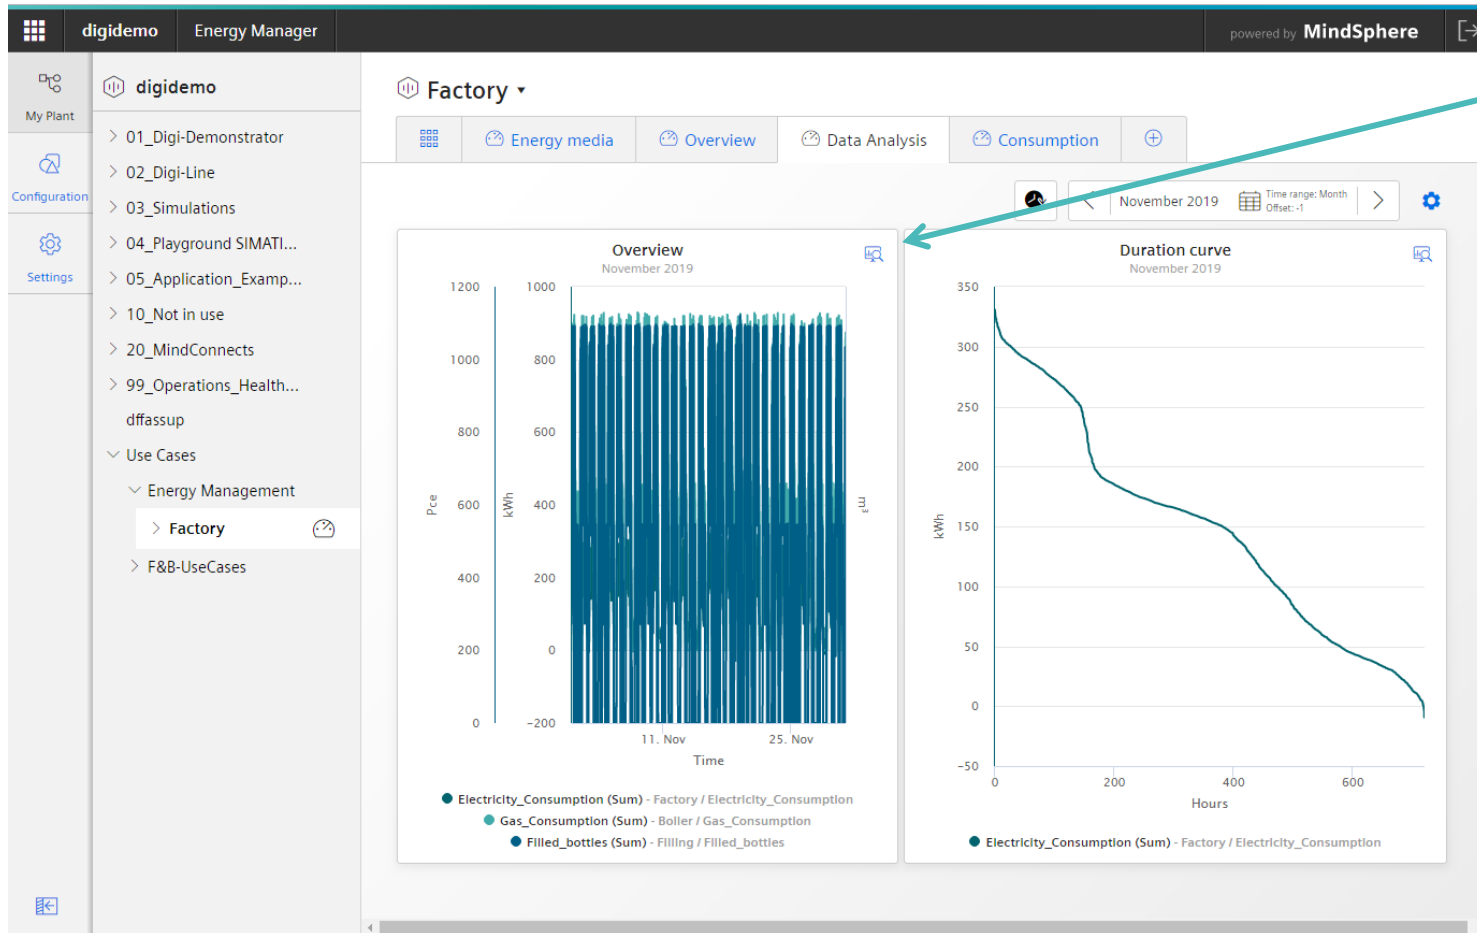 digidemo
Energy Manager
powered by MindSphere
My Plant
Configuration
Settings
digidemo
01_Digi-Demonstrator
02_Digi-Line
03_Simulations
04_Playground SIMATI...
05_Application_Examp...
10_Not in use
20_MindConnects
99_Operations_Health...
dffassup
Use Cases
Energy Management
Factory
F&B-UseCases
Factory
Energy media
Overview
Data Analysis
Consumption
November 2019
Time range: Month
Offset: -1
Overview
November 2019
1200
1000
800
600
400
200
0
Pce
1000
800
600
400
200
0
-200
kWh
m³
11. Nov
25. Nov
Time
Electricity_Consumption (Sum) - Factory / Electricity_Consumption
Gas_Consumption (Sum) - Boiler / Gas_Consumption
Filled_bottles (Sum) - Filling / Filled_bottles
Duration curve
November 2019
350
300
250
200
150
100
50
0
-50
kWh
0
200
400
600
Hours
Electricity_Consumption (Sum) - Factory / Electricity_Consumption